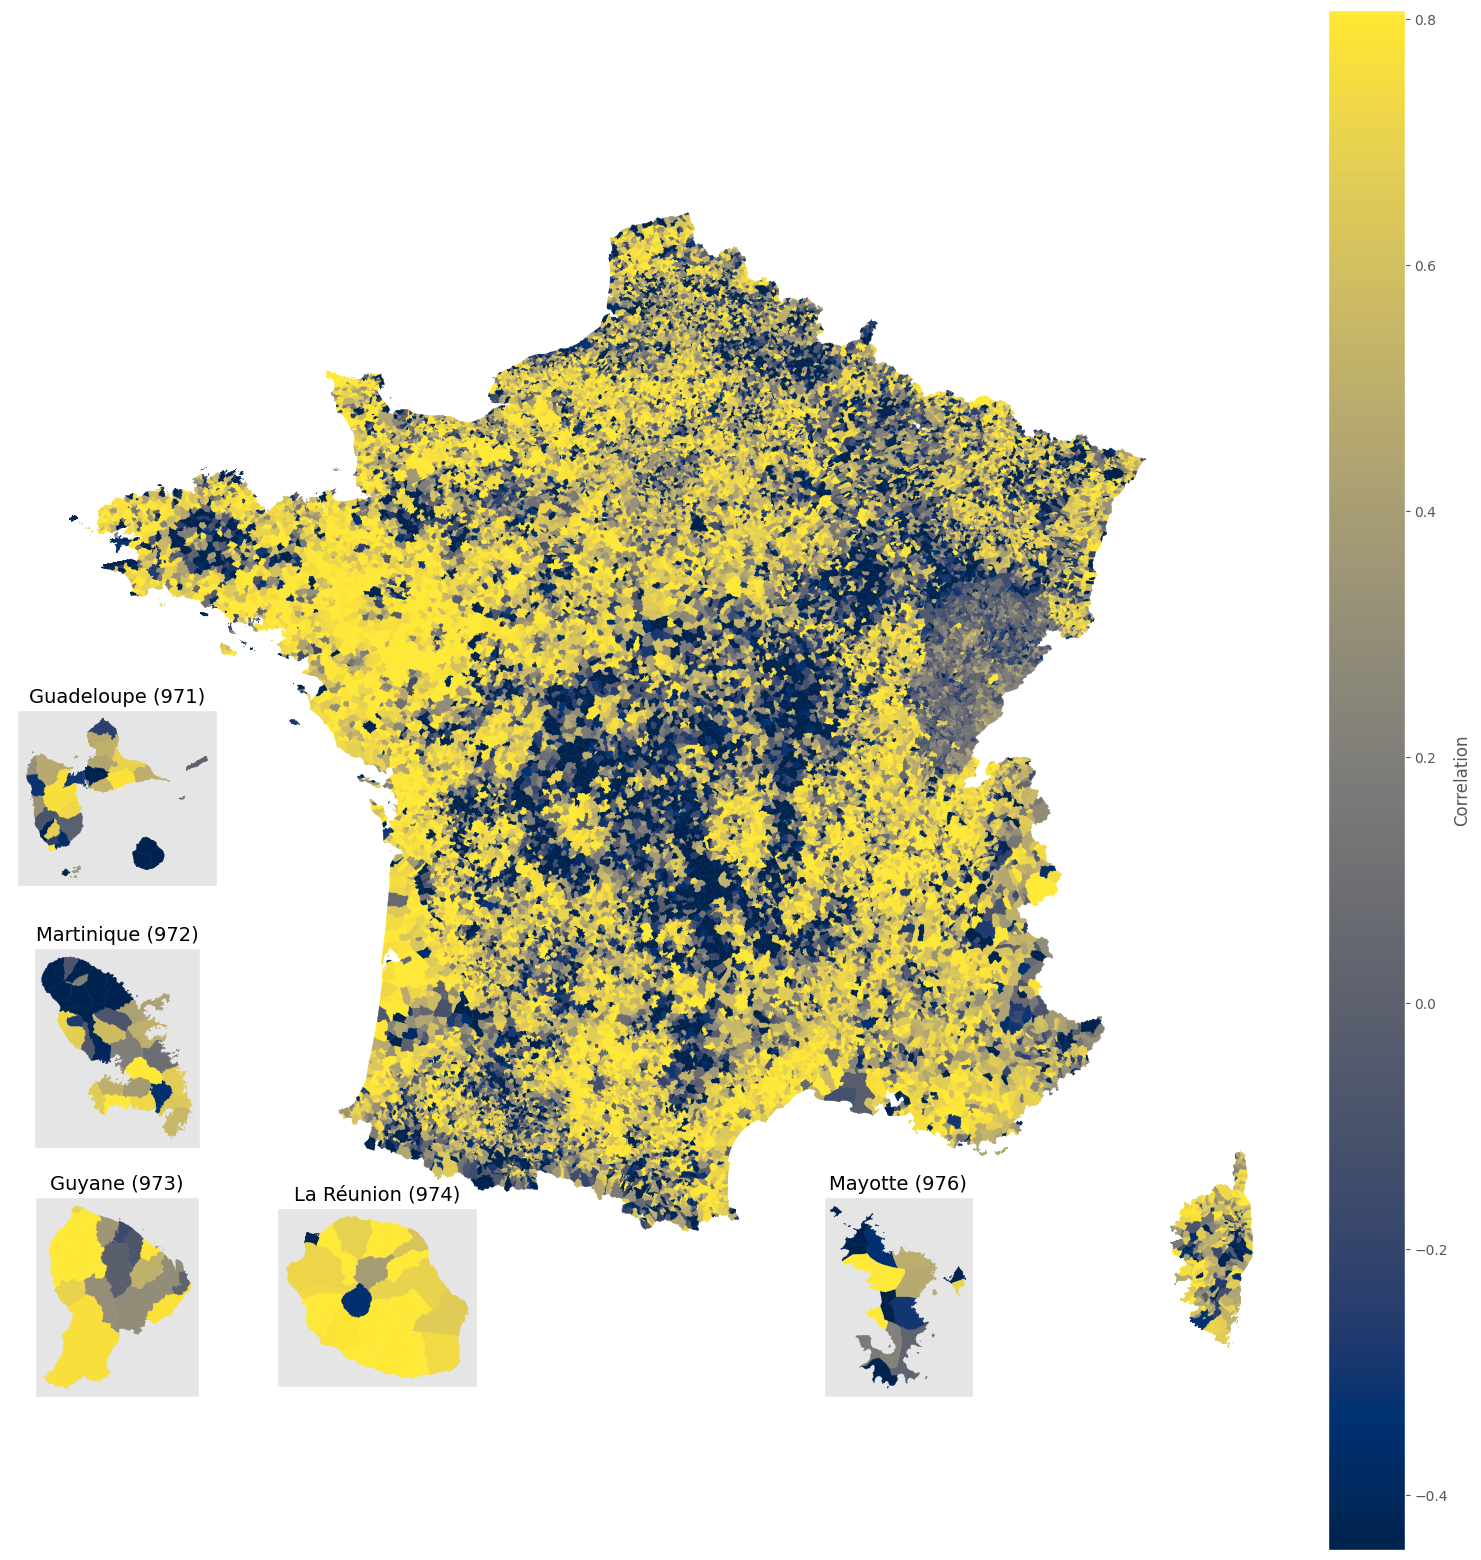 0.8
0.6
0.4
0.2
0.0
−0.2
−0.4
Correlation
Guadeloupe (971)
Martinique (972)
Guyane (973)
La Réunion (974)
Mayotte (976)